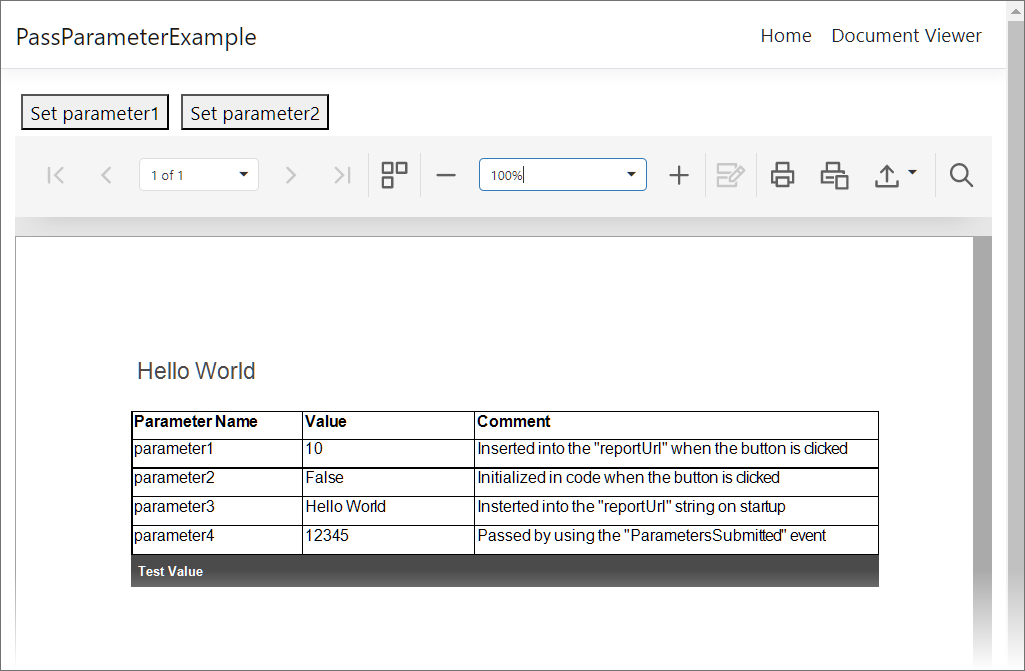 PassParameterExample
Home Document Viewer
Set parameter1 Set parameter2
1 of 1 100%
Hello World
Parameter Name Value Comment
parameter1 10 Inserted into the "reportUrl" when the button is clicked
parameter2 False Initialized in code when the button is clicked
parameter3 Hello World Insterted into the "reportUrl" string on startup
parameter4 12345 Passed by using the "ParametersSubmitted" event
Test Value